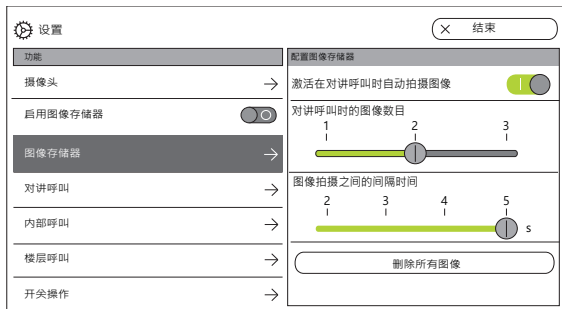 设置
× 结束
功能
摄像头
启用图像存储器
图像存储器
对讲呼叫
内部呼叫
楼层呼叫
开关操作
配置图像存储器
激活在对讲呼叫时自动拍摄图像
对讲呼叫时的图像数目
1 2 3
图像拍摄之间的间隔时间
2 3 4 5
s
删除所有图像